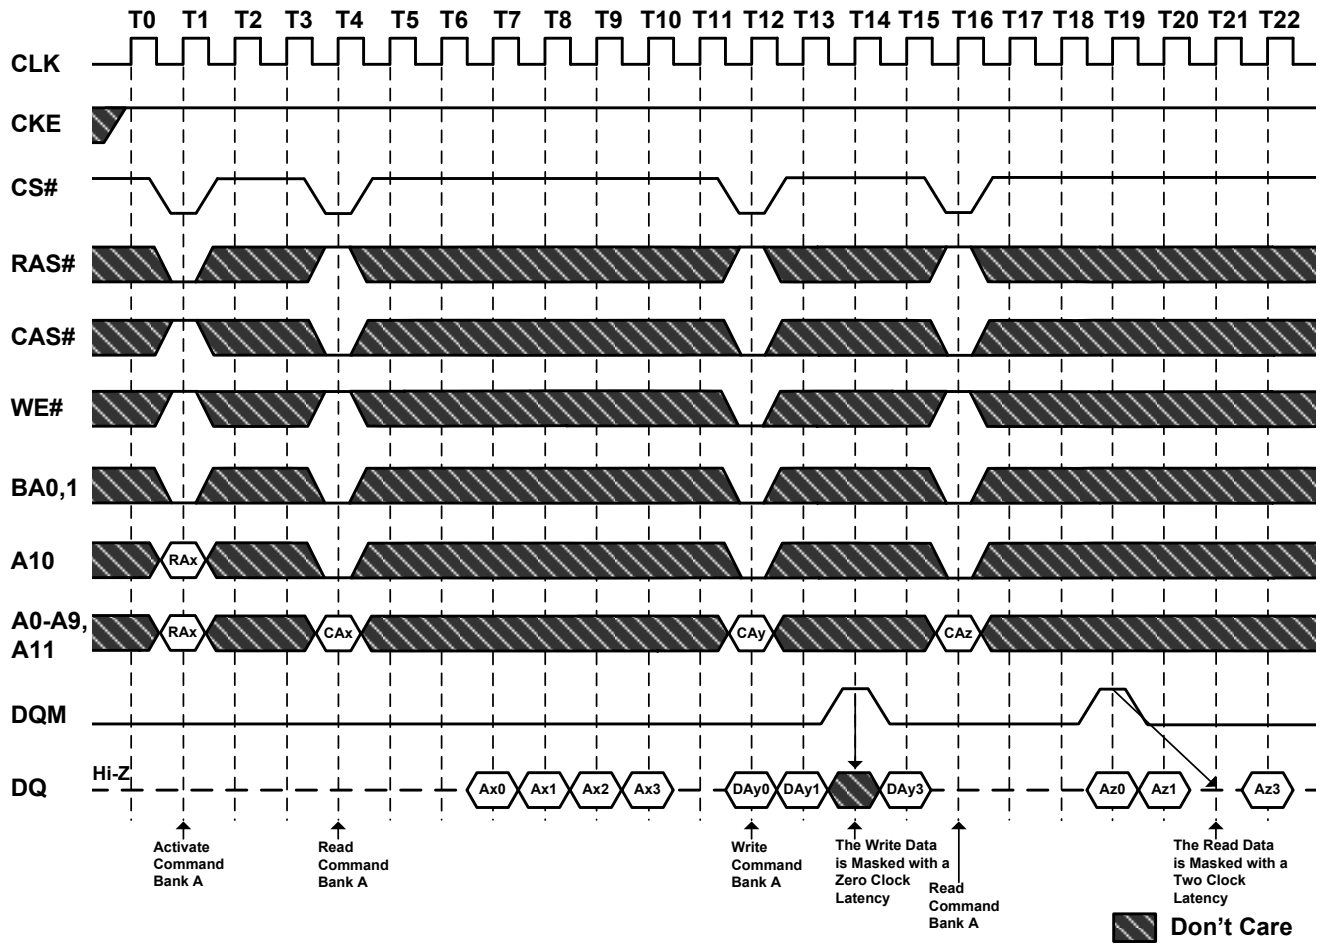 T0 T1 T2 T3 T4 T5 T6 T7 T8 T9 T10 T11 T12 T13 T14 T15 T16 T17 T18 T19 T20 T21 T22
CLK
CKE
CS#
RAS#
CAS#
WE#
BA0,1
A10 RAx
A0-A9,
A11 RAx CAx CAy CAz
DQM
Hi-Z
DQ Ax0 Ax1 Ax2 Ax3 DAy0 DAy1 DAy3 Az0 Az1 Az3
Activate
Command
Bank A
Read
Command
Bank A
Write
Command
Bank A
The Write Data
is Masked with a
Zero Clock
Latency
Read
Command
Bank A
The Read Data
is Masked with a
Two Clock
Latency
Don't Care